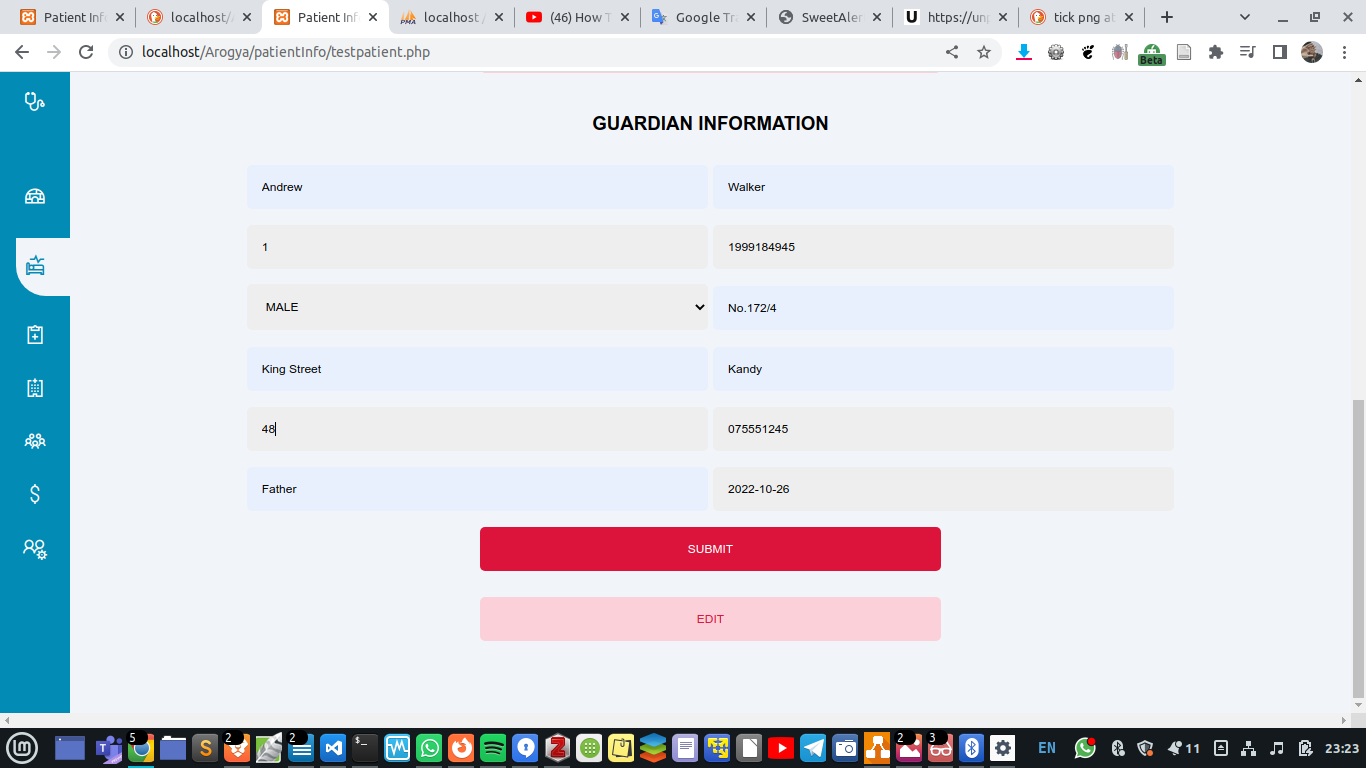 Patient Inf
localhost/
Patient Inf
localhost /
(46) How T
Google Tra
SweetAler
https://unp
tick png at
localhost/Arogya/patientInfo/testpatient.php
Beta
GUARDIAN INFORMATION
Andrew Walker
1 1999184945
MALE No.172/4
King Street Kandy
48 075551245
Father 2022-10-26
SUBMIT
EDIT
5 2 2 2 3 EN 11 23:23